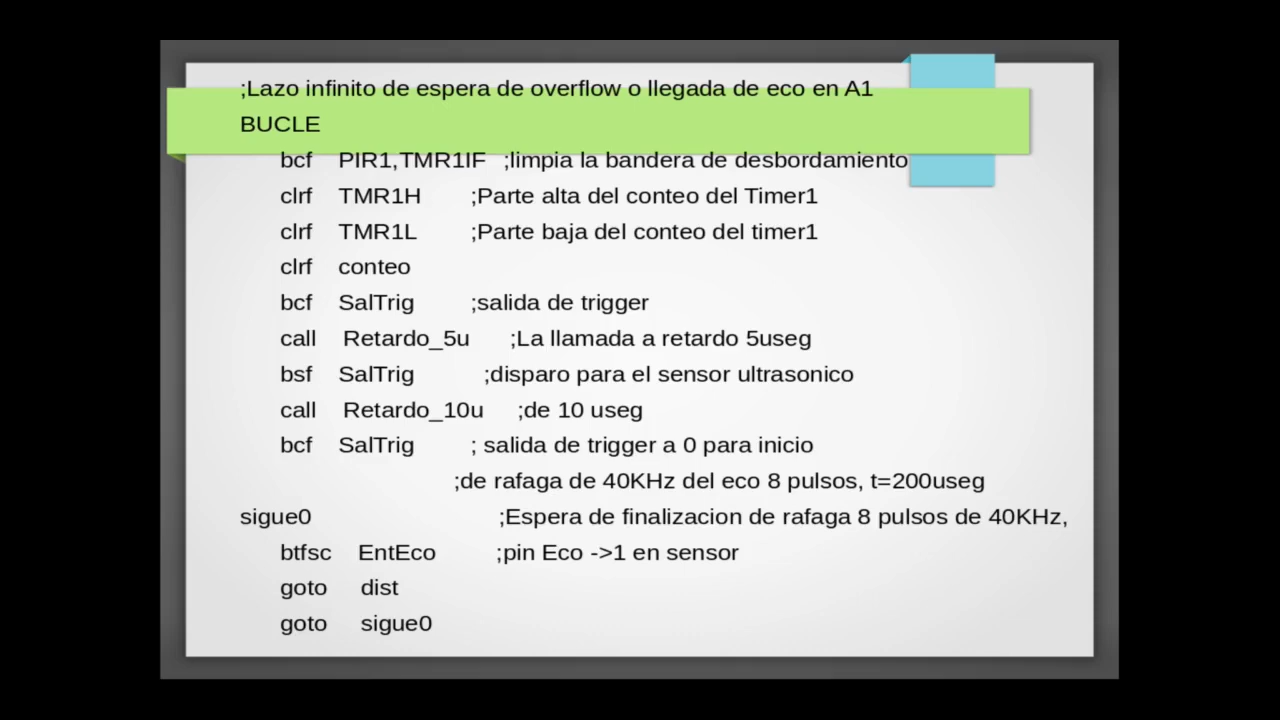 ;Lazo infinito de espera de overflow o llegada de eco en A1
BUCLE
bcf PIR1,TMR1IF ;limpia la bandera de desbordamiento
clrf TMR1H ;Parte alta del conteo del Timer1
clrf TMR1L ;Parte baja del conteo del timer1
clrf conteo
bcf SalTrig ;salida de trigger
call Retardo_5u ;La llamada a retardo 5useg
bsf SalTrig ;disparo para el sensor ultrasonico
call Retardo_10u ;de 10 useg
bcf SalTrig ; salida de trigger a 0 para inicio
;de rafaga de 40KHz del eco 8 pulsos, t=200useg
sigue0 ;Espera de finalizacion de rafaga 8 pulsos de 40KHz,
btfsc EntEco ;pin Eco ->1 en sensor
goto dist
goto sigue0